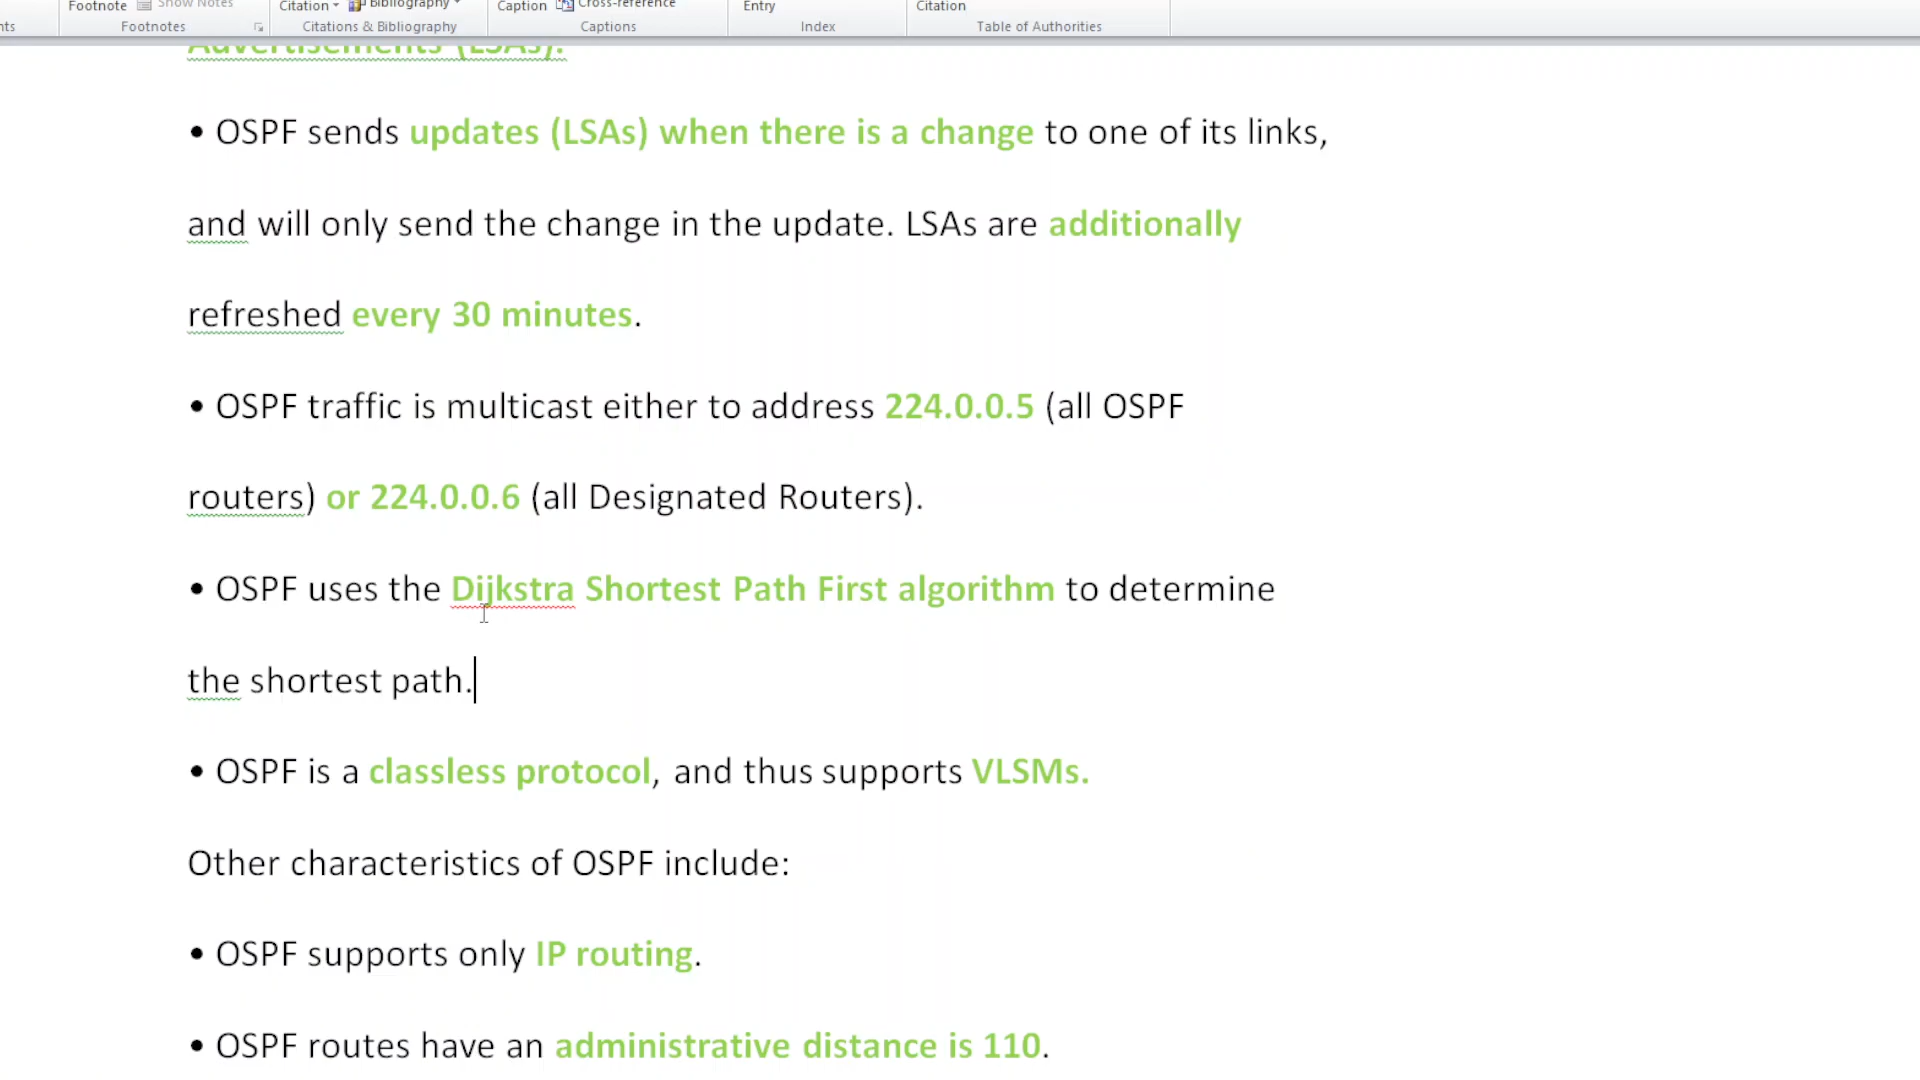 Footnote Show Notes Citation Bibliography Caption Cross-reference Entry Citation
nts Footnotes Citations & Bibliography Captions Index Table of Authorities
Advertisements (LSAs).
• OSPF sends updates (LSAs) when there is a change to one of its links,
and will only send the change in the update. LSAs are additionally
refreshed every 30 minutes.
• OSPF traffic is multicast either to address 224.0.0.5 (all OSPF
routers) or 224.0.0.6 (all Designated Routers).
• OSPF uses the Dijkstra Shortest Path First algorithm to determine
the shortest path.
• OSPF is a classless protocol, and thus supports VLSMs.
Other characteristics of OSPF include:
• OSPF supports only IP routing.
• OSPF routes have an administrative distance is 110.